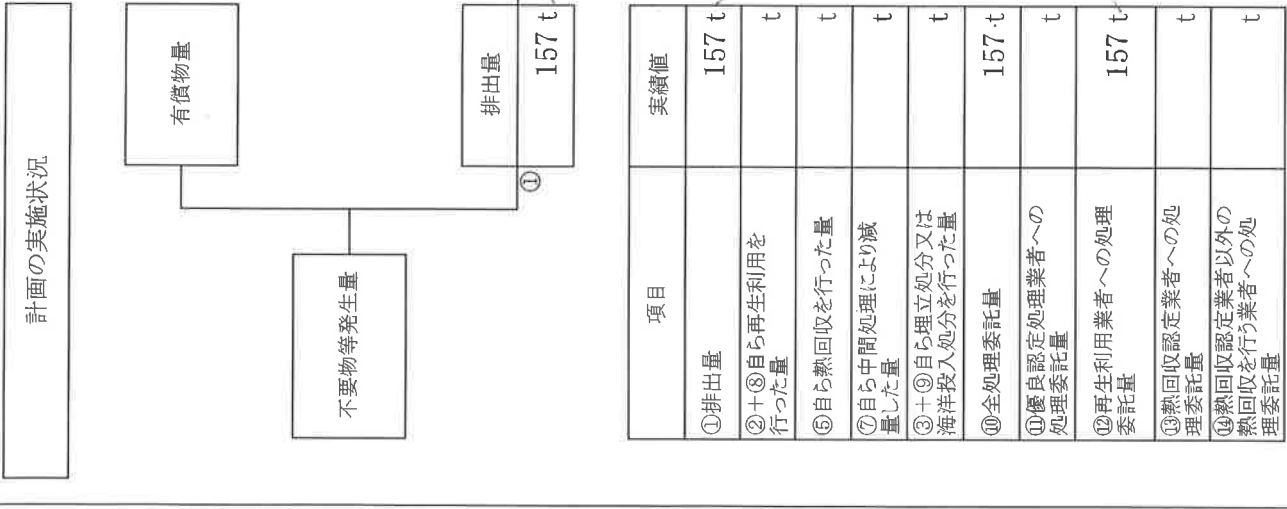 計画の実施状況
有償物量
不要物等発生量
排出量
①
157 t
項目 実績値
①排出量 157 t
②+⑧自ら再生利用を
行った量 t
⑤自ら熱回収を行った量 t
⑦自ら中間処理により減
量した量 t
③+⑨自ら埋立処分又は
海洋投入処分を行った量 t
⑩全処理委託量 157 t
⑪優良認定処理業者への
処理委託量 t
⑫再生利用業者への処理
委託量 157 t
⑬熱回収認定業者への処
理委託量 t
⑭熱回収認定業者以外の
熱回収を行う業者への処
理委託量 t